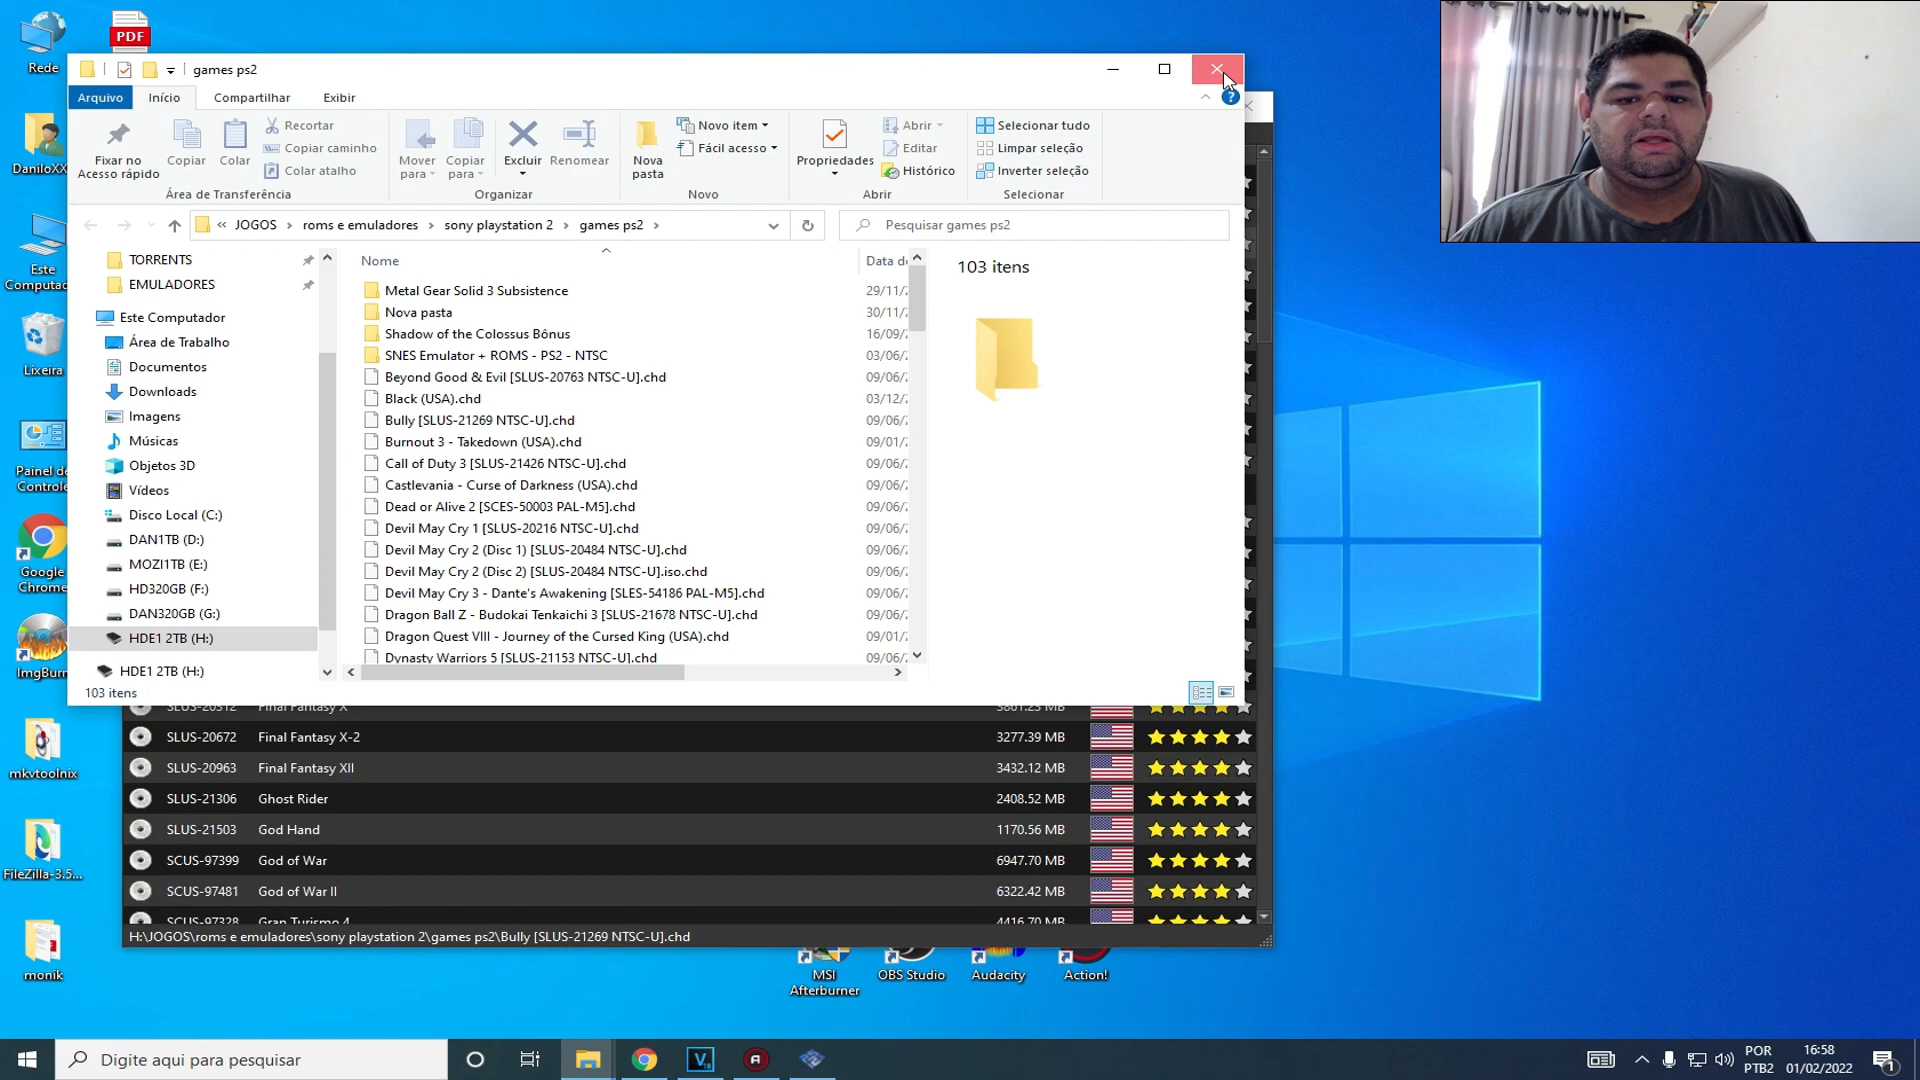 Rede
PDF
games ps2
Arquivo
Início
Compartilhar
Exibir
Fixar no
Acesso rápido
Copiar
Colar
Recortar
Copiar caminho
Colar atalho
Área de Transferência
Mover
para
Copiar
para
Excluir
Renomear
Organizar
Nova
pasta
Novo item
Fácil acesso
Novo
Propriedades
Abrir
Editar
Histórico
Abrir
Selecionar tudo
Limpar seleção
Inverter seleção
Selecionar
« JOGOS > roms e emuladores > sony playstation 2 > games ps2 >
Pesquisar games ps2
TORRENTS
EMULADORES
Este Computador
Área de Trabalho
Documentos
Downloads
Imagens
Músicas
Objetos 3D
Vídeos
Disco Local (C:)
DAN1TB (D:)
MOZI1TB (E:)
HD320GB (F:)
DAN320GB (G:)
HDE1 2TB (H:)
HDE1 2TB (H:)
Nome
Data d
Metal Gear Solid 3 Subsistence 29/11/
Nova pasta 30/11/
Shadow of the Colossus Bônus 16/09/
SNES Emulator + ROMS - PS2 - NTSC 03/06/
Beyond Good & Evil [SLUS-20763 NTSC-U].chd 09/06/
Black (USA).chd 03/12/
Bully [SLUS-21269 NTSC-U].chd 09/06/
Burnout 3 - Takedown (USA).chd 09/01/
Call of Duty 3 [SLUS-21426 NTSC-U].chd 09/06/
Castlevania - Curse of Darkness (USA).chd 09/06/
Dead or Alive 2 [SCES-50003 PAL-M5].chd 09/06/
Devil May Cry 1 [SLUS-20216 NTSC-U].chd 09/06/
Devil May Cry 2 (Disc 1) [SLUS-20484 NTSC-U].chd 09/06/
Devil May Cry 2 (Disc 2) [SLUS-20484 NTSC-U].iso.chd 09/06/
Devil May Cry 3 - Dante's Awakening [SLES-54186 PAL-M5].chd 09/06/
Dragon Ball Z - Budokai Tenkaichi 3 [SLUS-21678 NTSC-U].chd 09/06/
Dragon Quest VIII - Journey of the Cursed King (USA).chd 09/01/
Dynasty Warriors 5 [SLUS-21153 NTSC-U].chd 09/06/
103 itens
103 itens
DaniloXX
Este
Computad
Lixeira
Painel de
Controle
Google
Chrome
ImgBurn
mkvtoolnix
FileZilla-3.5...
monik
SLUS-20312 Final Fantasy X 3861.23 MB
SLUS-20672 Final Fantasy X-2 3277.39 MB
SLUS-20963 Final Fantasy XII 3432.12 MB
SLUS-21306 Ghost Rider 2408.52 MB
SLUS-21503 God Hand 1170.56 MB
SCUS-97399 God of War 6947.70 MB
SCUS-97481 God of War II 6322.42 MB
SCUS-97328 Gran Turismo 4 4416.70 MB
H:\JOGOS\roms e emuladores\sony playstation 2\games ps2\Bully [SLUS-21269 NTSC-U].chd
MSI
Afterburner
OBS Studio
Audacity
Action!
Digite aqui para pesquisar
POR
PTB2
16:58
01/02/2022